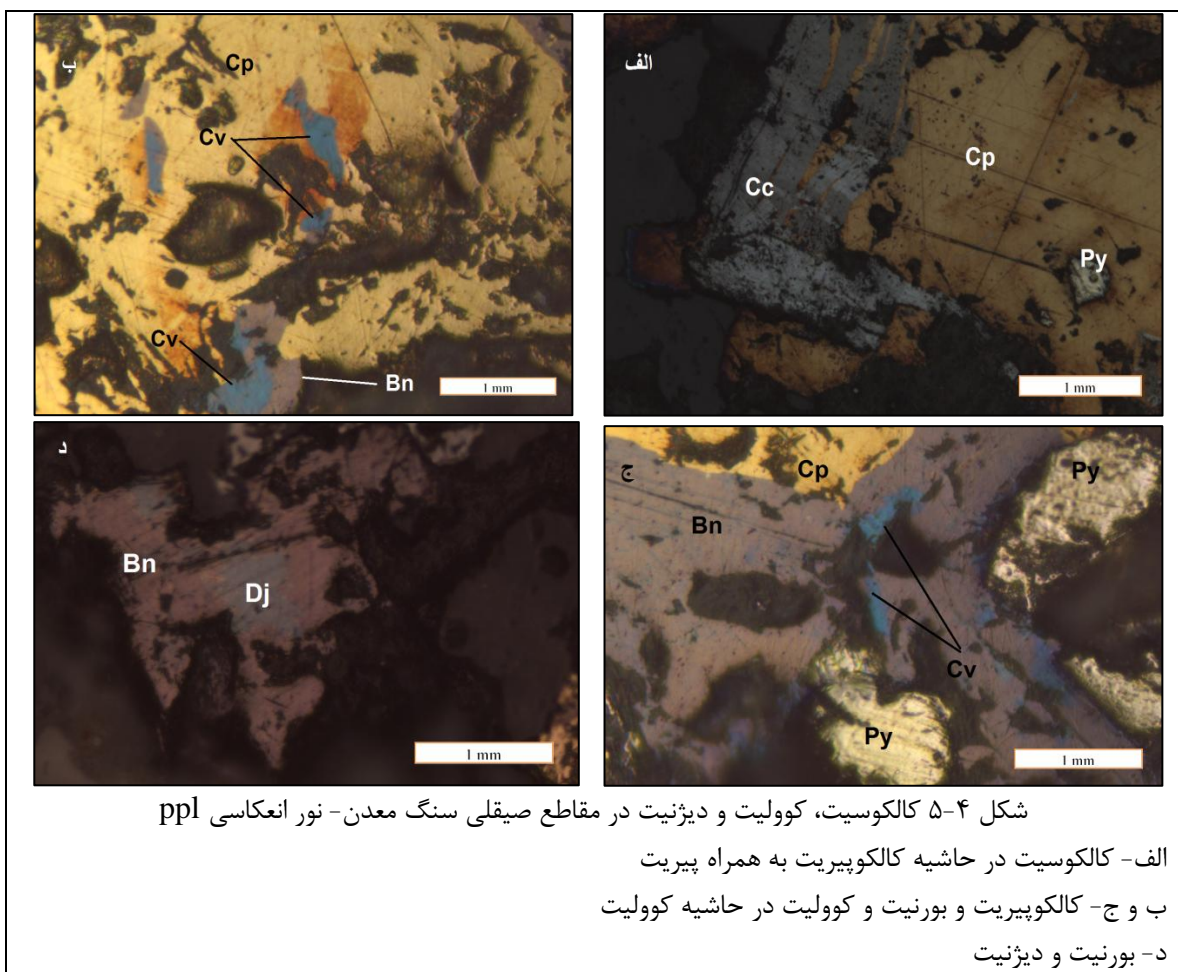 الف
Cp
Cc
Py
1 mm
ب
Cp
Cv
Cv
Bn
1 mm
ج
Cp
Py
Bn
Cv
Py
1 mm
د
Bn
Dj
1 mm
شکل ۴-۵ کالکوسیت، کوولیت و دیژنیت در مقاطع صیقلی سنگ معدن- نور انعکاسی ppl
الف- کالکوسیت در حاشیه کالکوپیریت به همراه پیریت
ب و ج- کالکوپیریت و بورنیت و کوولیت در حاشیه کوولیت
د- بورنیت و دیژنیت